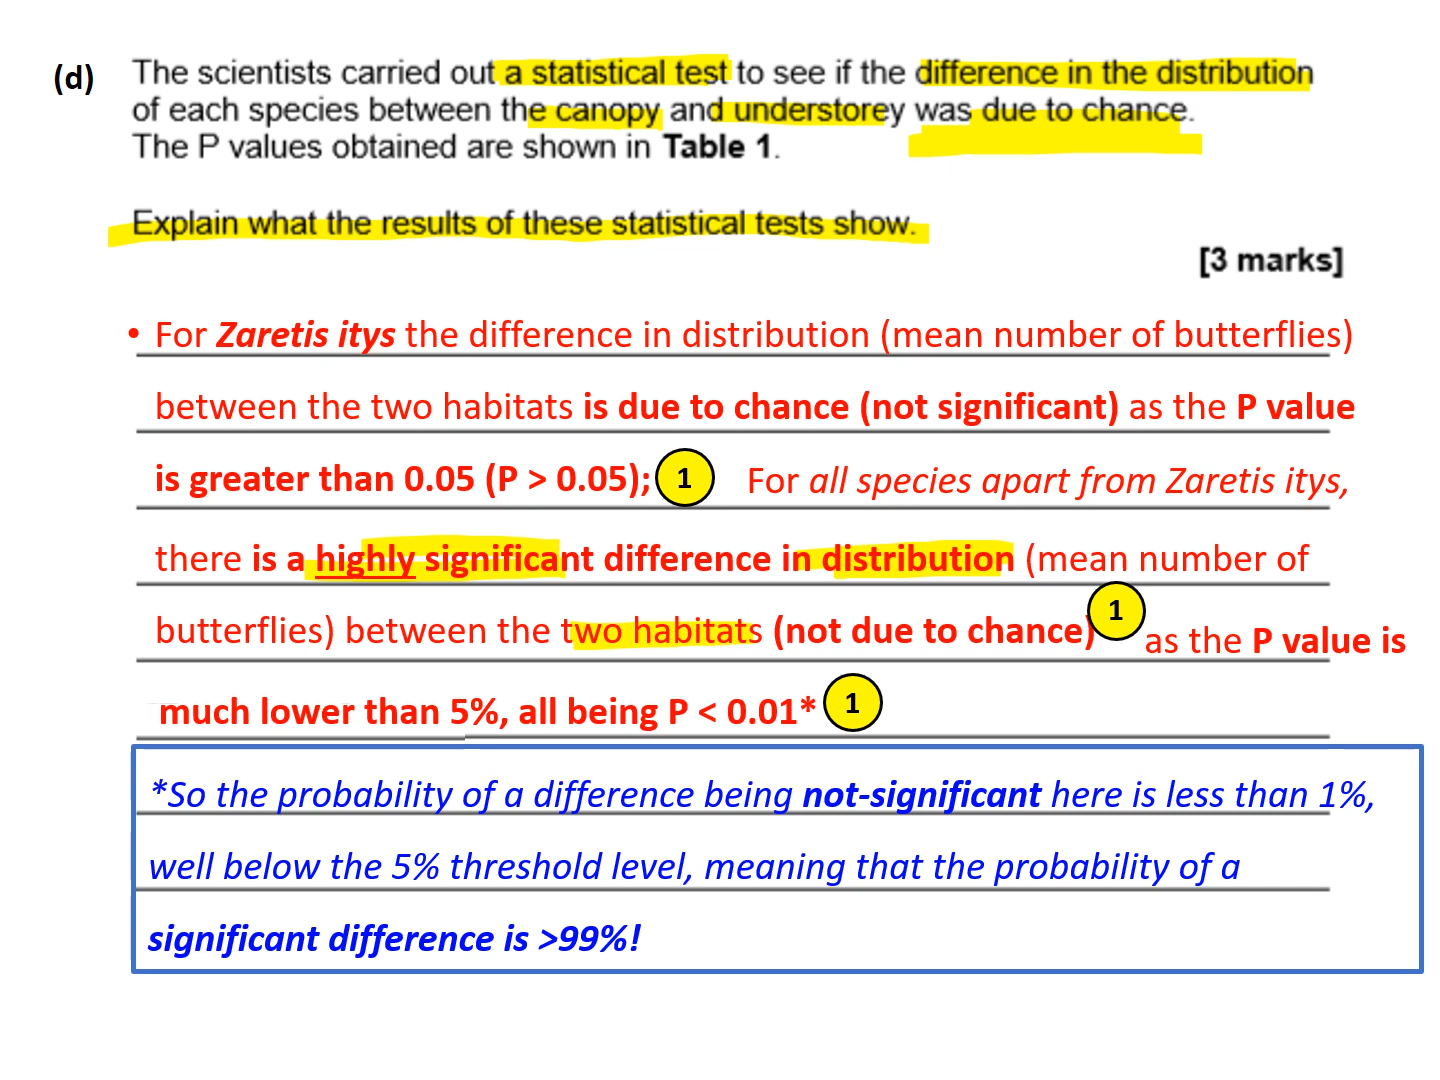 (d) The scientists carried out a statistical test to see if the difference in the distribution
of each species between the canopy and understorey was due to chance.
The P values obtained are shown in Table 1.
Explain what the results of these statistical tests show.
[3 marks]
• For Zaretis itys the difference in distribution (mean number of butterflies)
between the two habitats is due to chance (not significant) as the P value
is greater than 0.05 (P > 0.05); 1 For all species apart from Zaretis itys,
there is a highly significant difference in distribution (mean number of
butterflies) between the two habitats (not due to chance) 1 as the P value is
much lower than 5%, all being P < 0.01* 1
*So the probability of a difference being not-significant here is less than 1%,
well below the 5% threshold level, meaning that the probability of a
significant difference is >99%!